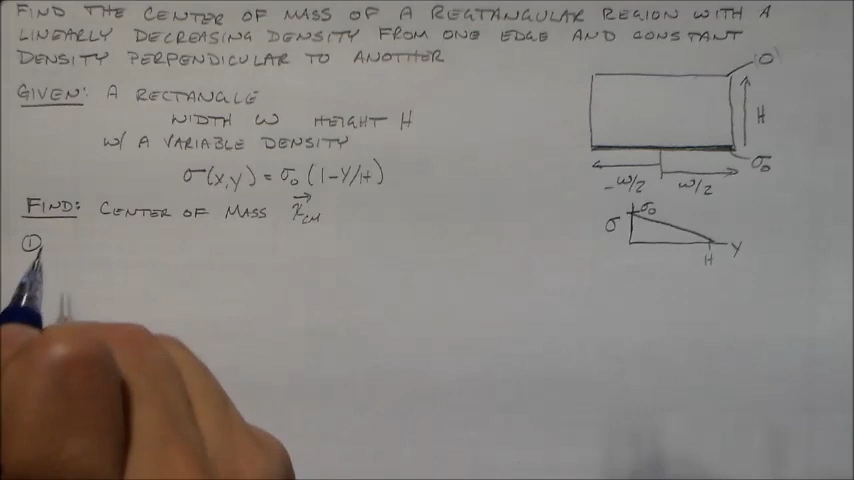 FIND THE CENTER OF MASS OF A RECTANGULAR REGION WITH A
LINEARLY DECREASING DENSITY FROM ONE EDGE AND CONSTANT
DENSITY PERPENDICULAR TO ANOTHER
GIVEN: A RECTANGLE
WIDTH W HEIGHT H
W/ A VARIABLE DENSITY
σ(x,y) = σ₀ (1-y/H)
FIND: CENTER OF MASS x⃗cm
①
0
H
σ₀
-W/2 W/2
σ₀
σ
H
y